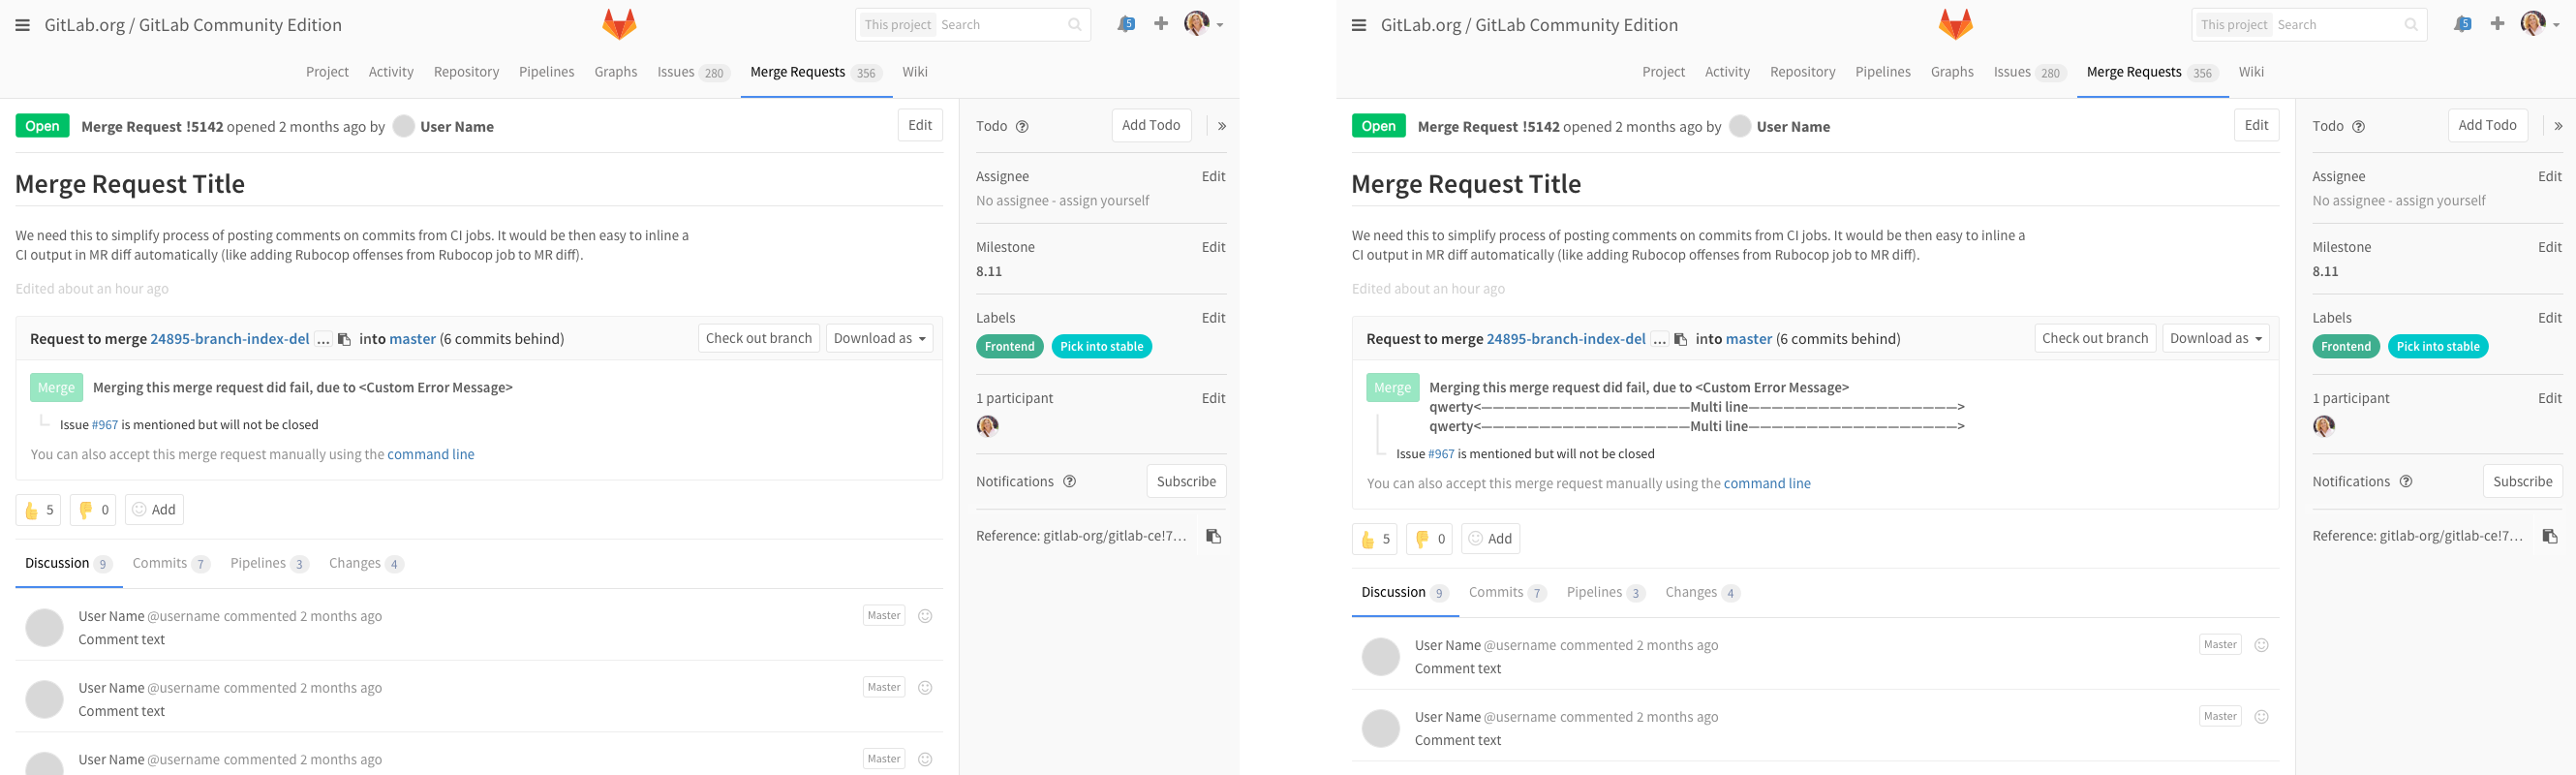 GitLab.org / GitLab Community Edition
This project Search
5
Project Activity Repository Pipelines Graphs Issues 280 Merge Requests 356 Wiki
Open Merge Request !5142 opened 2 months ago by User Name Edit
Merge Request Title
We need this to simplify process of posting comments on commits from CI jobs. It would be then easy to inline a
CI output in MR diff automatically (like adding Rubocop offenses from Rubocop job to MR diff).
Edited about an hour ago
Request to merge 24895-branch-index-del ... into master (6 commits behind) Check out branch Download as
Merge Merging this merge request did fail, due to <Custom Error Message>
Issue #967 is mentioned but will not be closed
You can also accept this merge request manually using the command line
5 0 Add
Discussion 9 Commits 7 Pipelines 3 Changes 4
User Name @username commented 2 months ago Master
Comment text
User Name @username commented 2 months ago Master
Comment text
User Name @username commented 2 months ago Master
Todo ? Add Todo »
Assignee Edit
No assignee - assign yourself
Milestone Edit
8.11
Labels Edit
Frontend Pick into stable
1 participant Edit
Notifications ? Subscribe
Reference: gitlab-org/gitlab-ce!7...
GitLab.org / GitLab Community Edition
This project Search
5
Project Activity Repository Pipelines Graphs Issues 280 Merge Requests 356 Wiki
Open Merge Request !5142 opened 2 months ago by User Name Edit
Merge Request Title
We need this to simplify process of posting comments on commits from CI jobs. It would be then easy to inline a
CI output in MR diff automatically (like adding Rubocop offenses from Rubocop job to MR diff).
Edited about an hour ago
Request to merge 24895-branch-index-del ... into master (6 commits behind) Check out branch Download as
Merge Merging this merge request did fail, due to <Custom Error Message>
qwerty<——————————————————Multi line——————————————————>
qwerty<——————————————————Multi line——————————————————>
Issue #967 is mentioned but will not be closed
You can also accept this merge request manually using the command line
5 0 Add
Discussion 9 Commits 7 Pipelines 3 Changes 4
User Name @username commented 2 months ago Master
Comment text
User Name @username commented 2 months ago Master
Comment text
Todo ? Add Todo »
Assignee Edit
No assignee - assign yourself
Milestone Edit
8.11
Labels Edit
Frontend Pick into stable
1 participant Edit
Notifications ? Subscribe
Reference: gitlab-org/gitlab-ce!7...